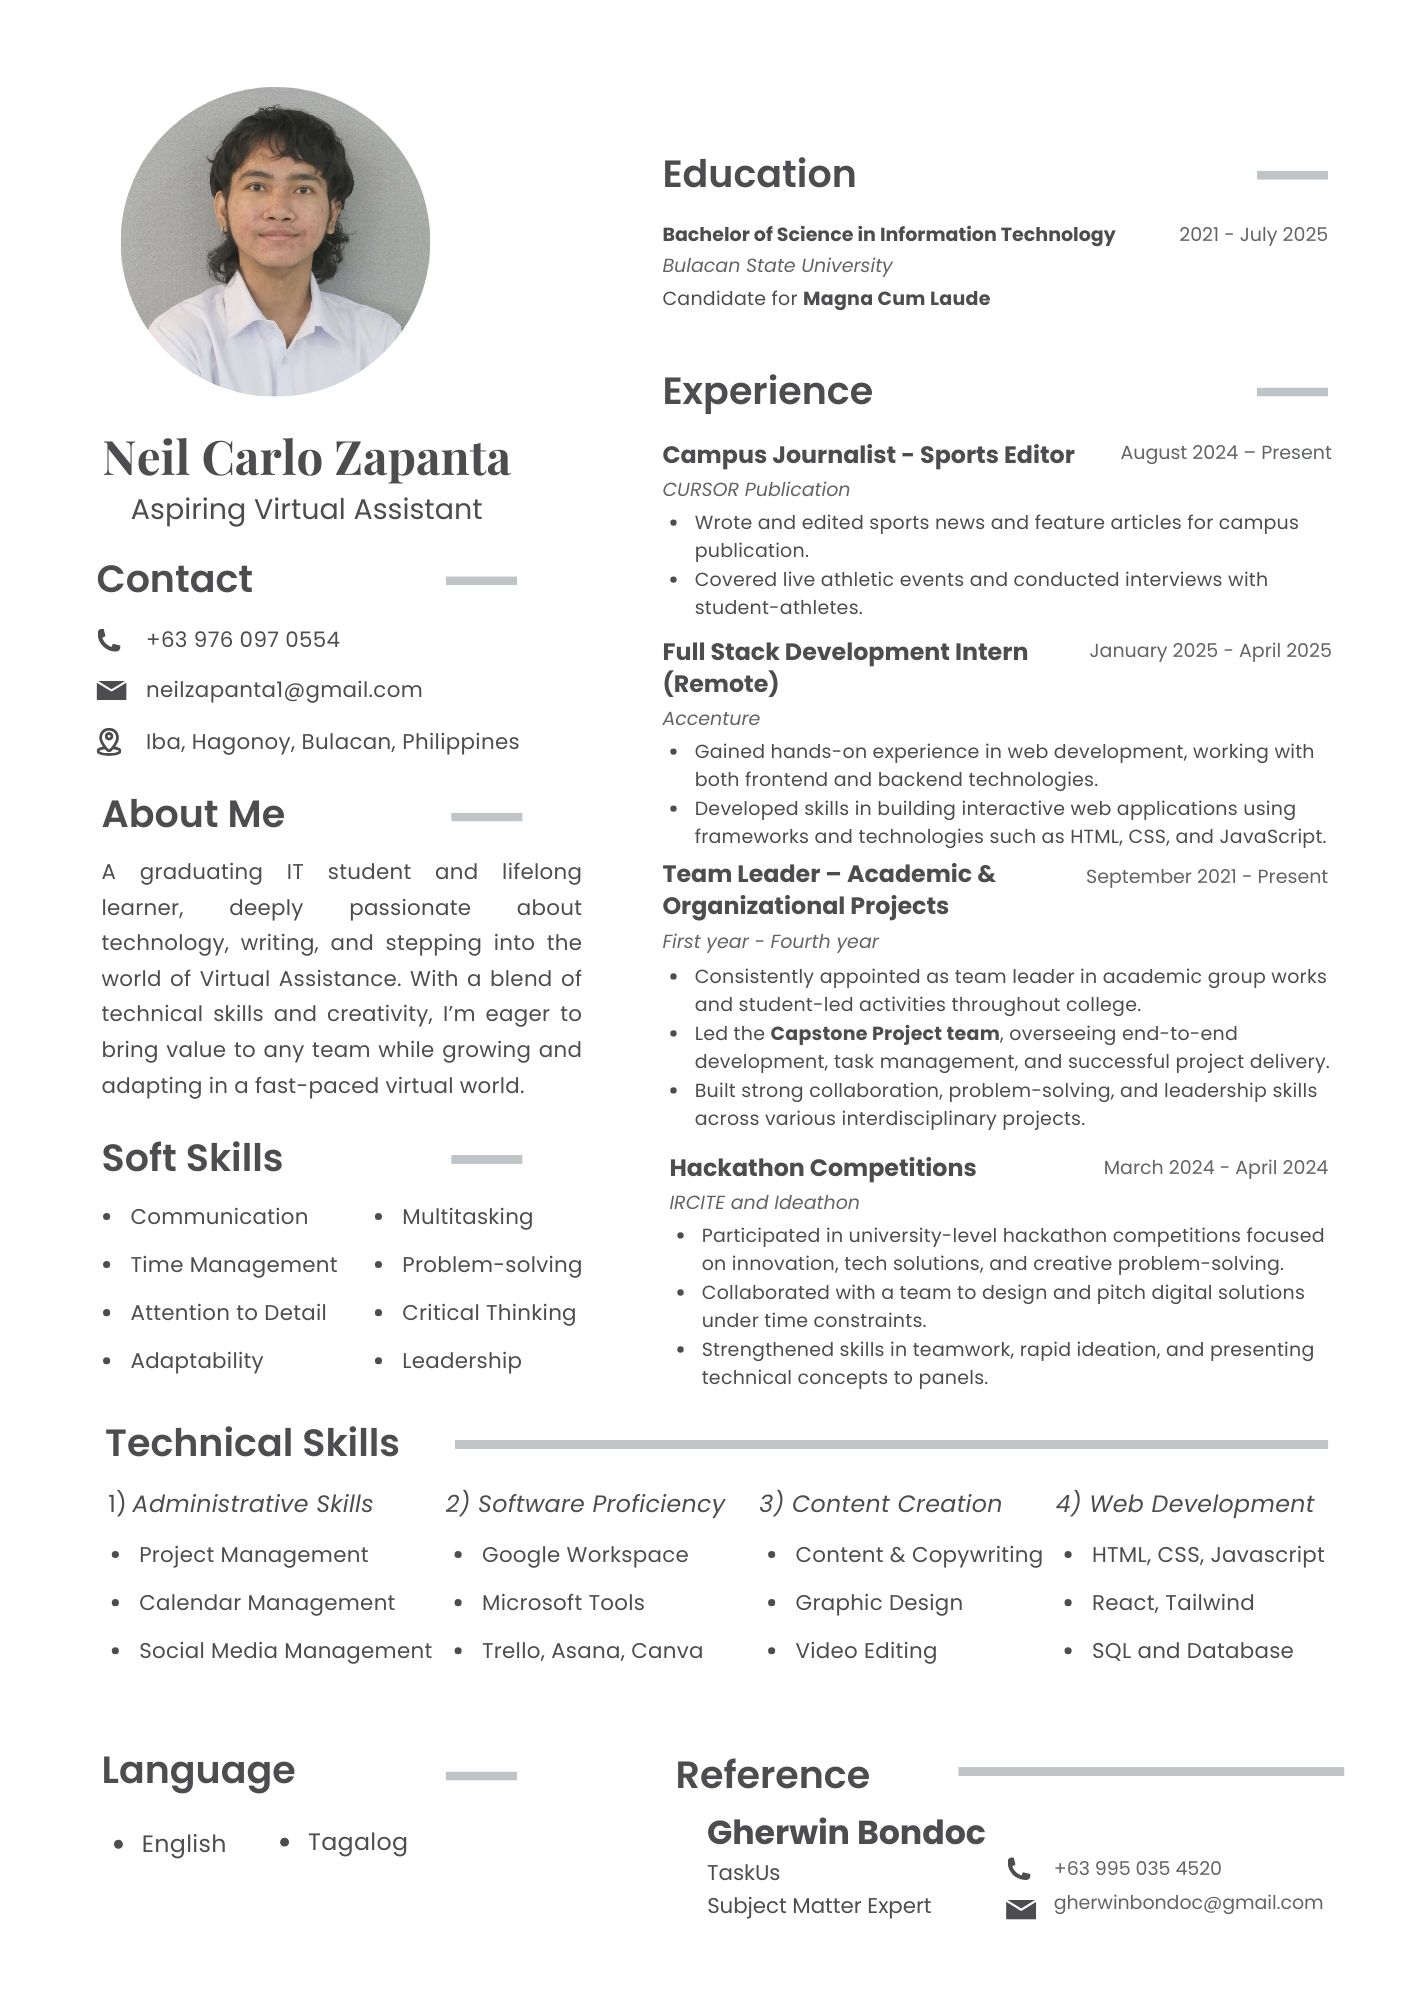 Neil Carlo Zapanta
Aspiring Virtual Assistant
Contact
+63 976 097 0554
neilzapanta1@gmail.com
Iba, Hagonoy, Bulacan, Philippines
About Me
A graduating IT student and lifelong
learner, deeply passionate about
technology, writing, and stepping into the
world of Virtual Assistance. With a blend of
technical skills and creativity, I’m eager to
bring value to any team while growing and
adapting in a fast-paced virtual world.
Soft Skills
• Communication
• Time Management
• Attention to Detail
• Adaptability
• Multitasking
• Problem-solving
• Critical Thinking
• Leadership
Education
Bachelor of Science in Information Technology 2021 - July 2025
Bulacan State University
Candidate for Magna Cum Laude
Experience
Campus Journalist - Sports Editor August 2024 – Present
CURSOR Publication
• Wrote and edited sports news and feature articles for campus
publication.
• Covered live athletic events and conducted interviews with
student-athletes.
Full Stack Development Intern January 2025 - April 2025
(Remote)
Accenture
• Gained hands-on experience in web development, working with
both frontend and backend technologies.
• Developed skills in building interactive web applications using
frameworks and technologies such as HTML, CSS, and JavaScript.
Team Leader – Academic & September 2021 - Present
Organizational Projects
First year - Fourth year
• Consistently appointed as team leader in academic group works
and student-led activities throughout college.
• Led the Capstone Project team, overseeing end-to-end
development, task management, and successful project delivery.
• Built strong collaboration, problem-solving, and leadership skills
across various interdisciplinary projects.
Hackathon Competitions March 2024 - April 2024
IRCITE and Ideathon
• Participated in university-level hackathon competitions focused
on innovation, tech solutions, and creative problem-solving.
• Collaborated with a team to design and pitch digital solutions
under time constraints.
• Strengthened skills in teamwork, rapid ideation, and presenting
technical concepts to panels.
Technical Skills
1) Administrative Skills
• Project Management
• Calendar Management
• Social Media Management
2) Software Proficiency
• Google Workspace
• Microsoft Tools
• Trello, Asana, Canva
3) Content Creation
• Content & Copywriting
• Graphic Design
• Video Editing
4) Web Development
• HTML, CSS, Javascript
• React, Tailwind
• SQL and Database
Language
• English • Tagalog
Reference
Gherwin Bondoc
TaskUs
Subject Matter Expert
+63 995 035 4520
gherwinbondoc@gmail.com